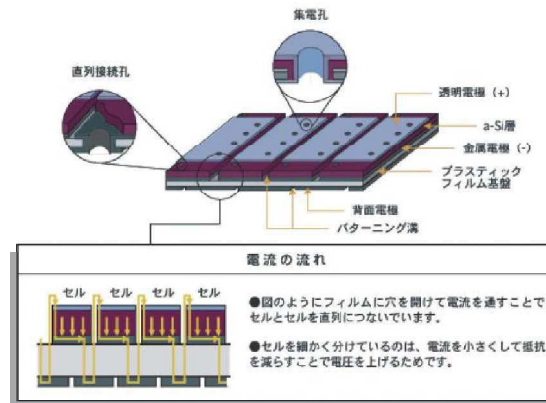 集電孔
直列接続孔
透明電極(+)
a-Si層
金属電極(-)
プラスティック
フィルム基盤
背面電極
パターニング溝
電流の流れ
セル セル セル セル
●図のようにフィルムに穴を開けて電流を通すことで
セルとセルを直列につないでいます。
●セルを細かく分けているのは、電流を小さくして抵抗
を減らすことで電圧を上げるためです。